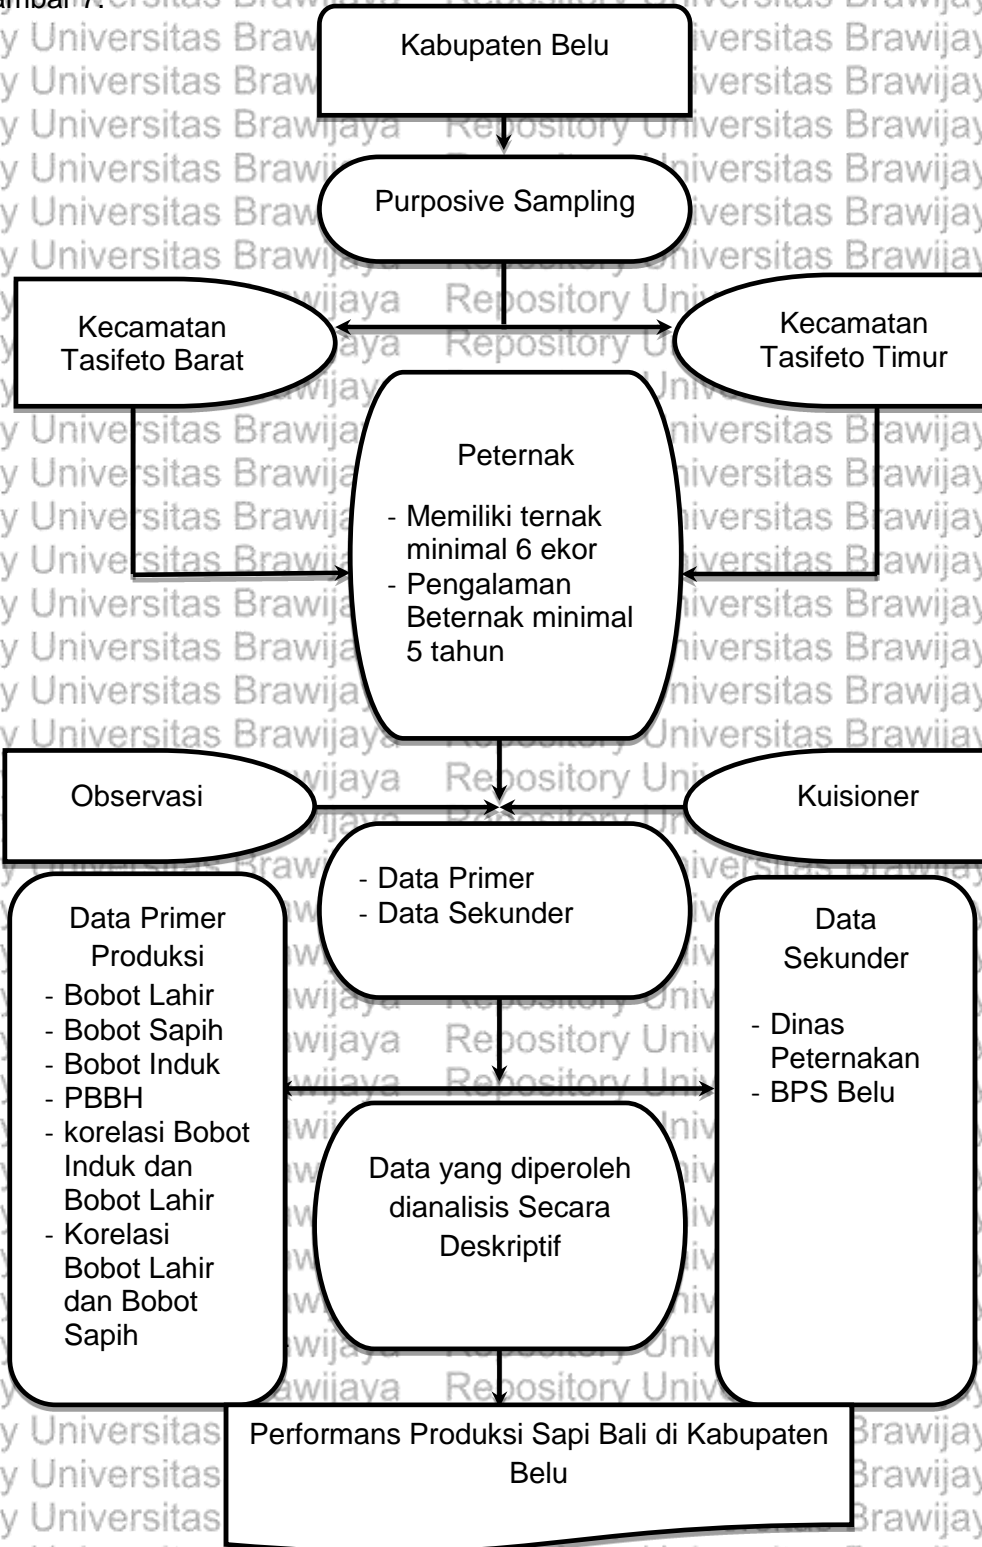 Kabupaten Belu
Purposive Sampling
Kecamatan
Tasifeto Barat
Kecamatan
Tasifeto Timur
Peternak
- Memiliki ternak
minimal 6 ekor
- Pengalaman
Beternak minimal
5 tahun
Observasi
Kuisioner
- Data Primer
- Data Sekunder
Data Primer
Produksi
- Bobot Lahir
- Bobot Sapih
- Bobot Induk
- PBBH
- korelasi Bobot
Induk dan
Bobot Lahir
- Korelasi
Bobot Lahir
dan Bobot
Sapih
Data
Sekunder
- Dinas
Peternakan
- BPS Belu
Data yang diperoleh
dianalisis Secara
Deskriptif
Performans Produksi Sapi Bali di Kabupaten
Belu